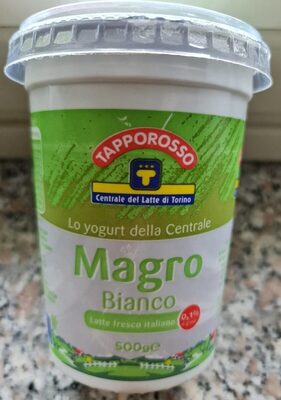 TAPPOROSSO
T
Centrale del Latte di Torino
Lo yogurt della Centrale
Magro
Bianco
Latte fresco italiano
0,1%
500g℮